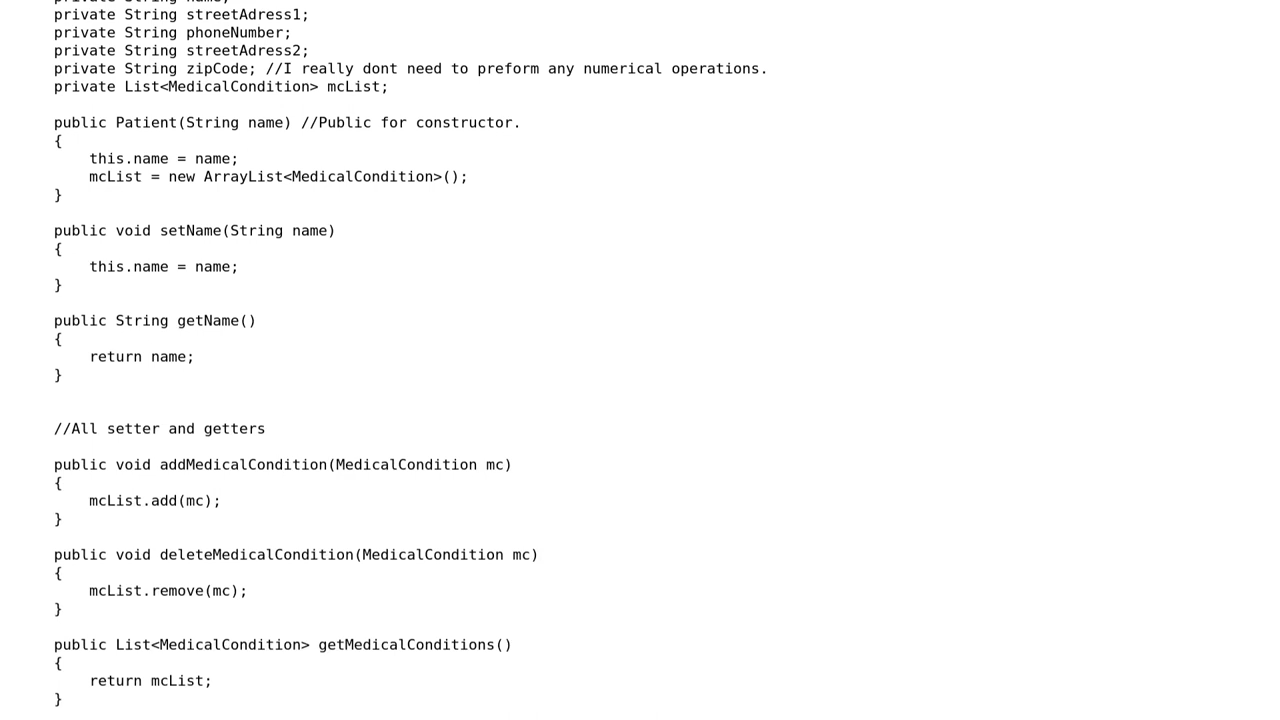 private String name;
private String streetAdress1;
private String phoneNumber;
private String streetAdress2;
private String zipCode; //I really dont need to preform any numerical operations.
private List<MedicalCondition> mcList;
public Patient(String name) //Public for constructor.
{
this.name = name;
mcList = new ArrayList<MedicalCondition>();
}
public void setName(String name)
{
this.name = name;
}
public String getName()
{
return name;
}
//All setter and getters
public void addMedicalCondition(MedicalCondition mc)
{
mcList.add(mc);
}
public void deleteMedicalCondition(MedicalCondition mc)
{
mcList.remove(mc);
}
public List<MedicalCondition> getMedicalConditions()
{
return mcList;
}